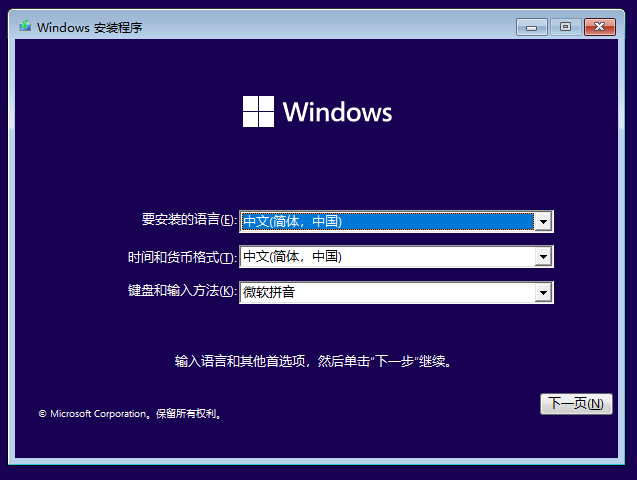 Windows 安装程序
Windows
要安装的语言(E): 中文(简体，中国)
时间和货币格式(T): 中文(简体，中国)
键盘和输入方法(K): 微软拼音
输入语言和其他首选项，然后单击"下一步"继续。
下一页(N)
© Microsoft Corporation。保留所有权利。